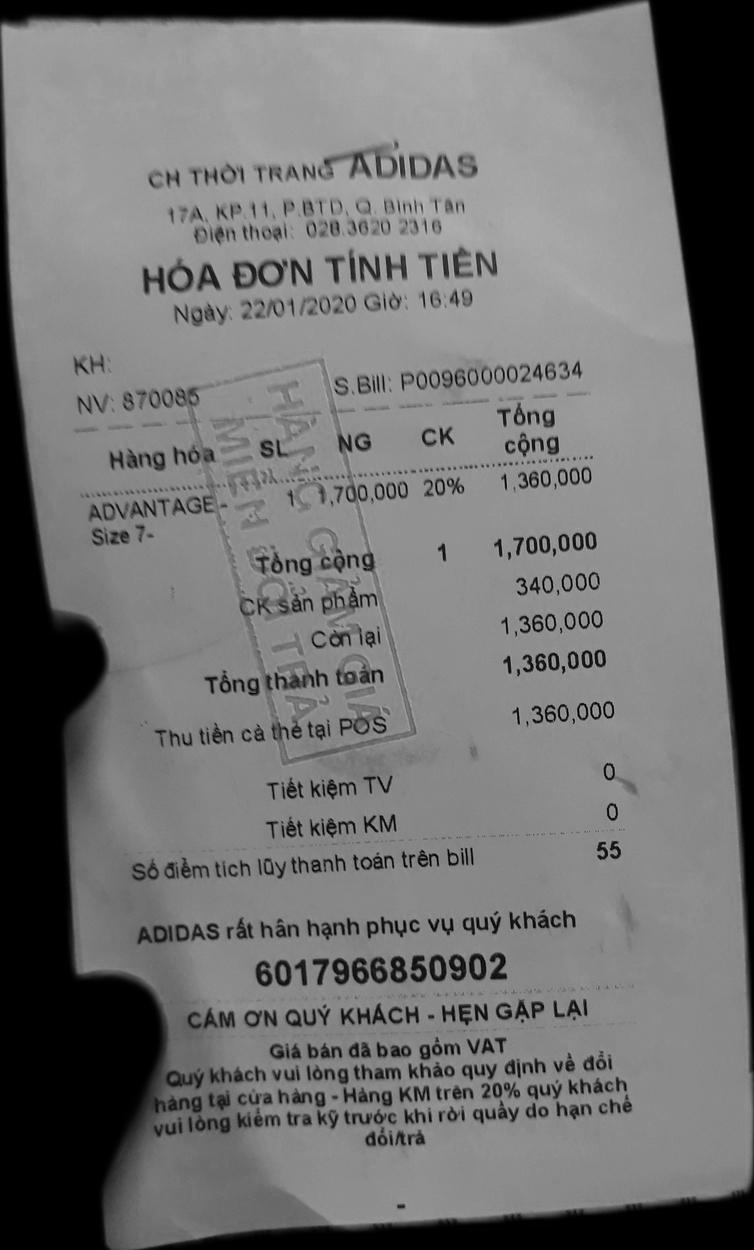 CH THỜI TRANG ADIDAS
17A, KP.11, P.BTD, Q. Bình Tân
Điện thoại: 028.3620 2316
HÓA ĐƠN TÍNH TIỀN
Ngày: 22/01/2020 Giờ: 16:49
KH:
NV: 870085 S.Bill: P0096000024634
Hàng hóa SL NG CK Tổng cộng
ADVANTAGE - 1 1,700,000 20% 1,360,000
Size 7-
Tổng cộng 1 1,700,000
CK sản phẩm 340,000
Còn lại 1,360,000
Tổng thanh toán 1,360,000
Thu tiền cà thẻ tại POS 1,360,000
HÀNG GIẢM GIÁ
MIỄN ĐỔI TRẢ
Tiết kiệm TV 0
Tiết kiệm KM 0
Số điểm tích lũy thanh toán trên bill 55
ADIDAS rất hân hạnh phục vụ quý khách
6017966850902
CÁM ƠN QUÝ KHÁCH - HẸN GẶP LẠI
Giá bán đã bao gồm VAT
Quý khách vui lòng tham khảo quy định về đổi
hàng tại cửa hàng - Hàng KM trên 20% quý khách
vui lòng kiểm tra kỹ trước khi rời quầy do hạn chế
đổi/trả